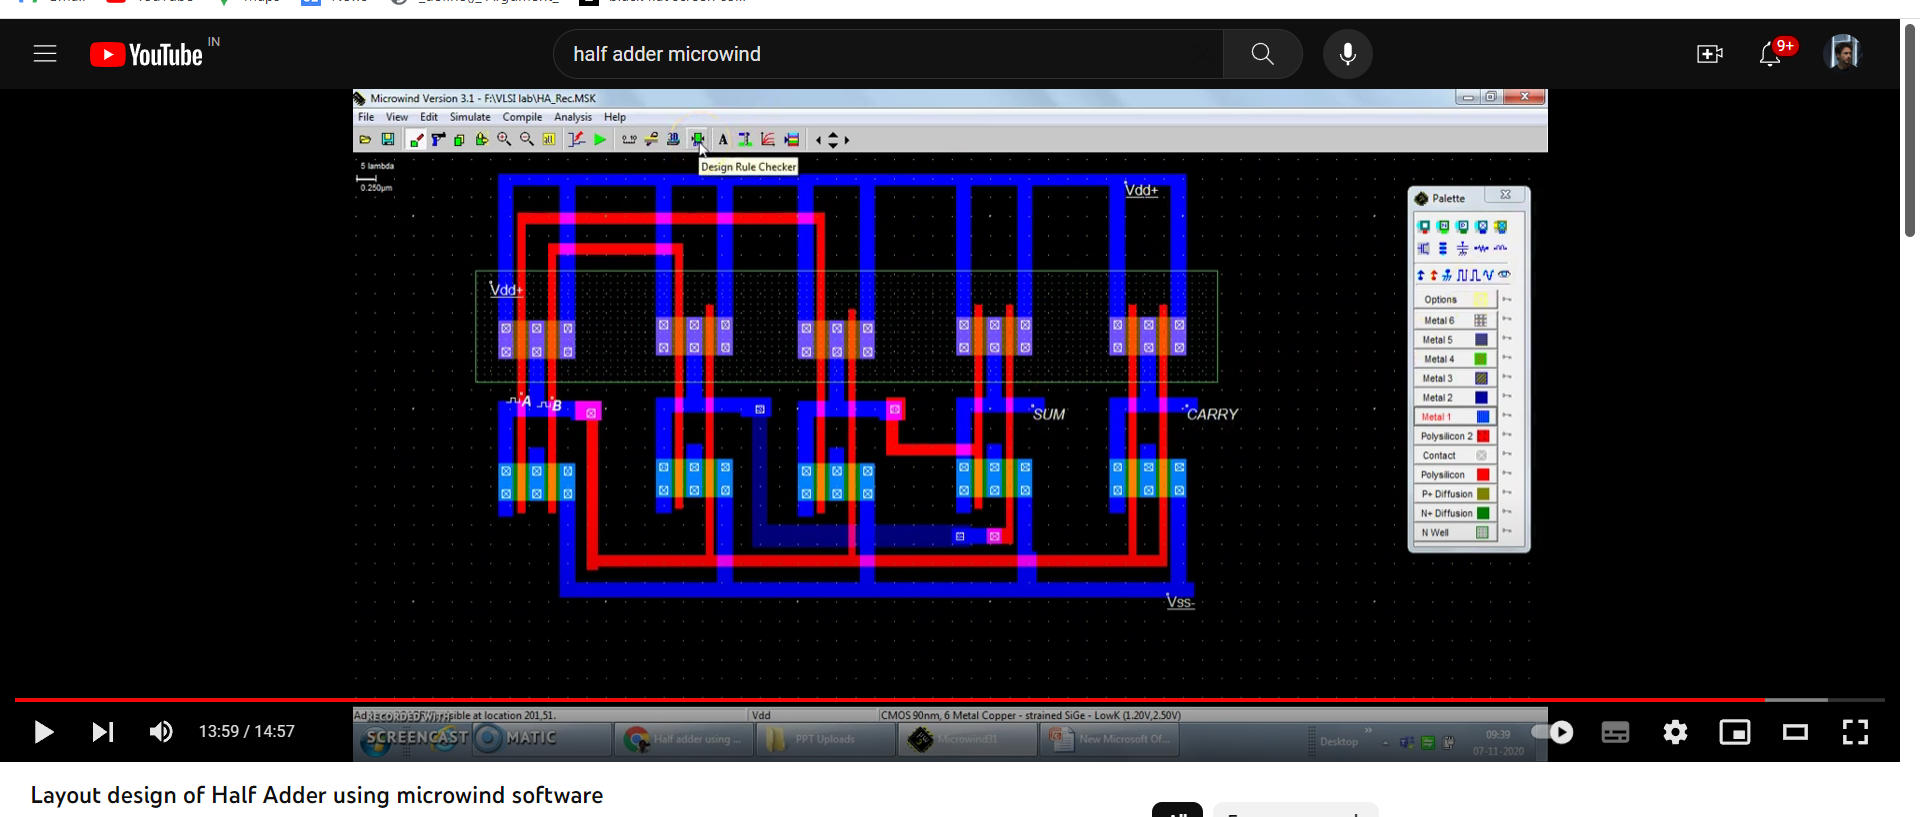 YouTube IN
half adder microwind
9+
Microwind Version 3.1 - F:\VLSI lab\HA_Rec.MSK
File View Edit Simulate Compile Analysis Help
Design Rule Checker
5 lambda
0.250µm
Vdd+
Vdd+
A B
SUM
CARRY
Vss-
Palette
Options
Metal 6
Metal 5
Metal 4
Metal 3
Metal 2
Metal 1
Polysilicon 2
Contact
Polysilicon
P+ Diffusion
N+ Diffusion
N Well
RECORDED WITH
SCREENCAST MATIC
visible at location 201,51.
Vdd
CMOS 90nm, 6 Metal Copper - strained SiGe - LowK (1.20V,2.50V)
Half adder using ...
PPT Uploads
Microwind31
New Microsoft Of...
Desktop
09:39
07-11-2020
13:59 / 14:57
Layout design of Half Adder using microwind software